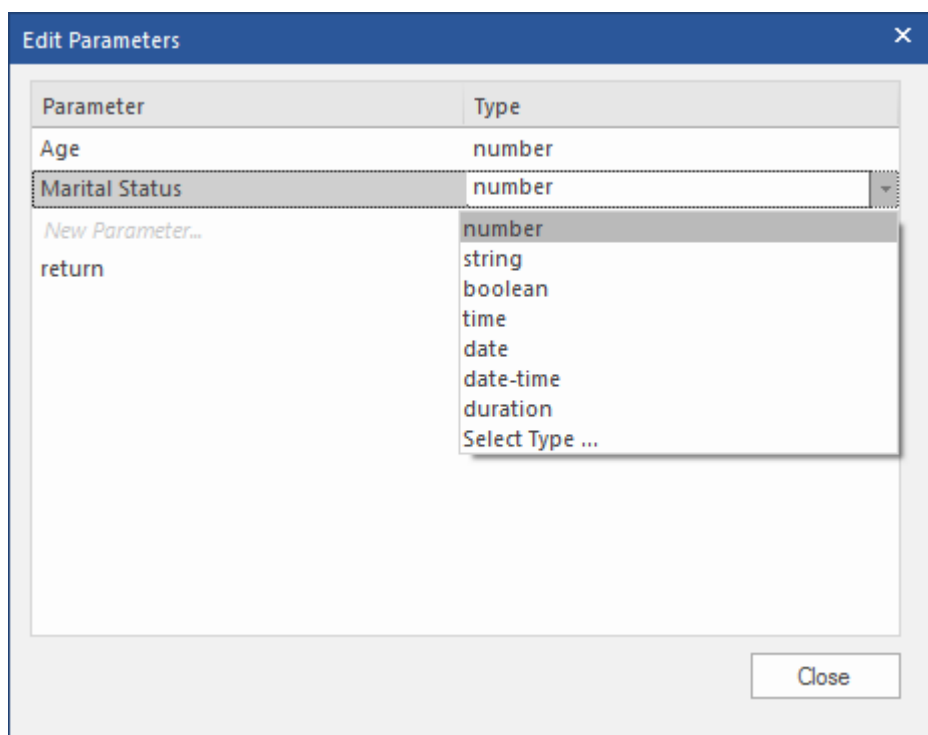 Edit Parameters
Parameter Type
Age number
Marital Status number
New Parameter... number
string
return
boolean
time
date
date-time
duration
Select Type ...
Close